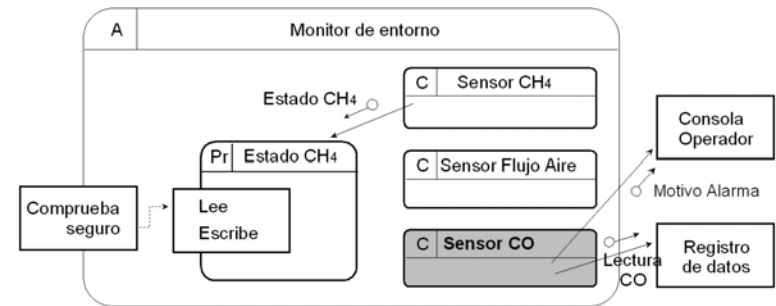 A
Monitor de entorno
C
Sensor CH4
Estado CH4
Consola
Operador
Pr
Estado CH4
C
Sensor Flujo Aire
Motivo Alarma
Comprueba
seguro
Lee
Escribe
C
Sensor CO
Lectura
CO
Registro
de datos